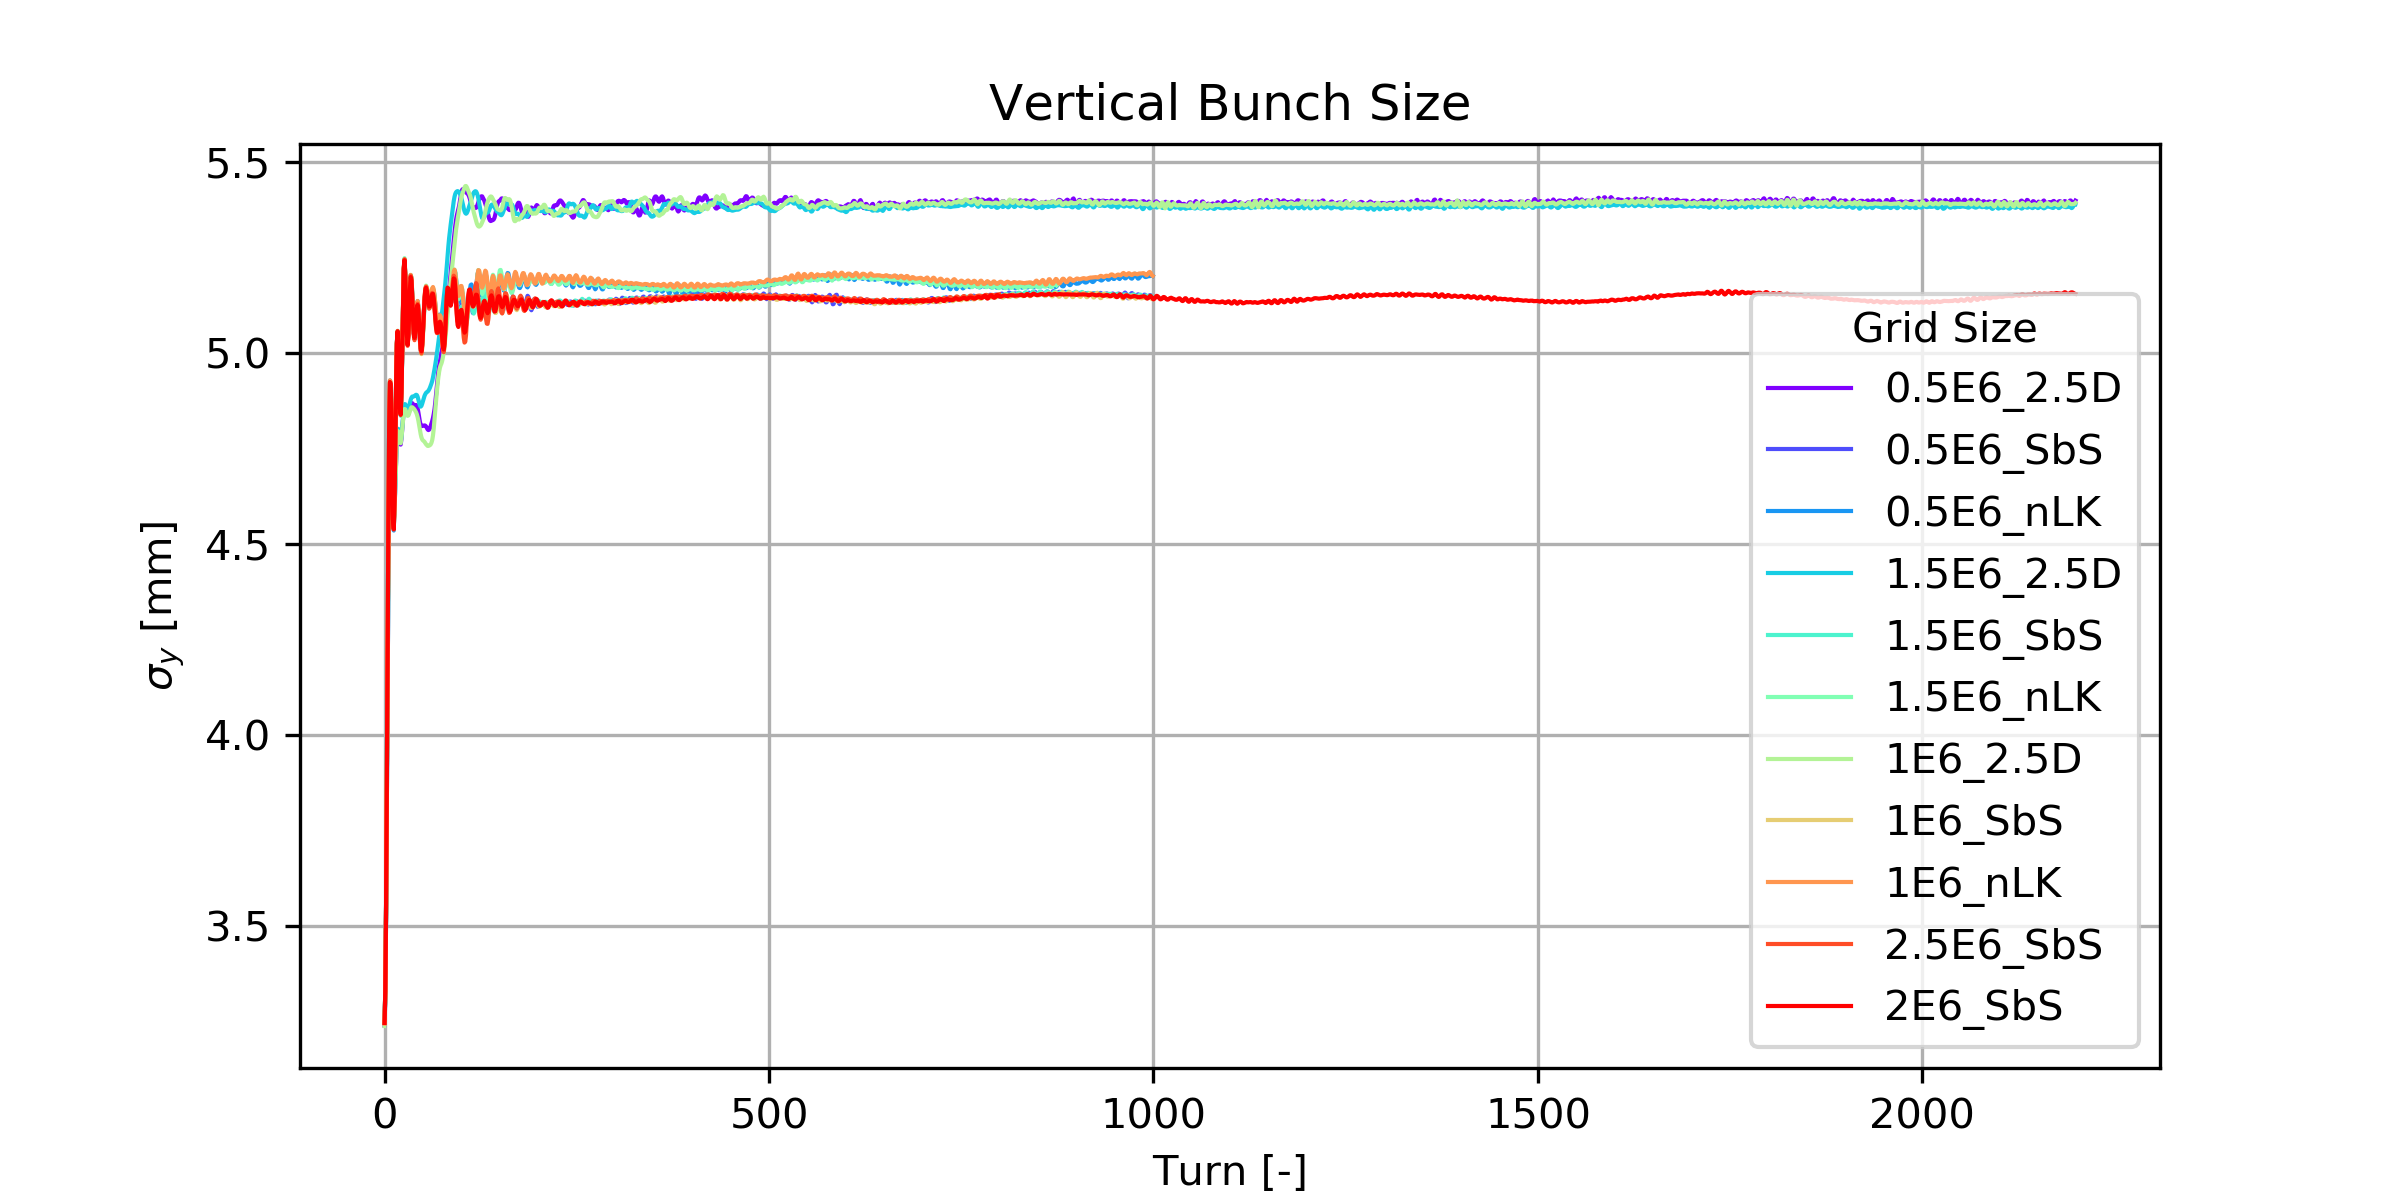 Vertical Bunch Size
5.5
5.0
4.5
4.0
3.5
σy [mm]
0
500
1000
1500
2000
Turn [-]
Grid Size
0.5E6_2.5D
0.5E6_SbS
0.5E6_nLK
1.5E6_2.5D
1.5E6_SbS
1.5E6_nLK
1E6_2.5D
1E6_SbS
1E6_nLK
2.5E6_SbS
2E6_SbS